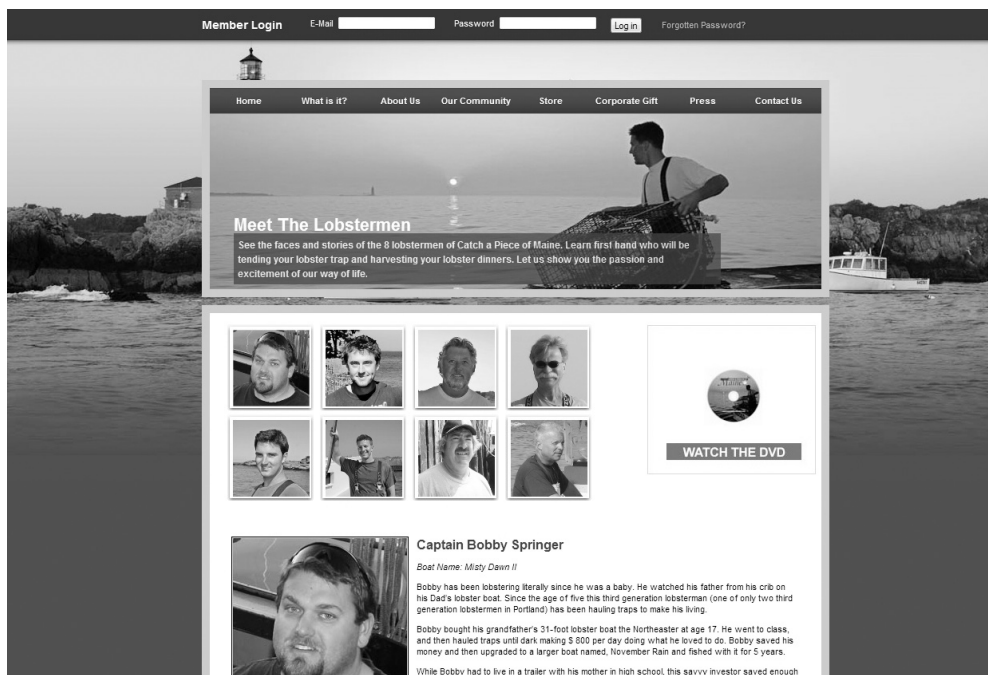 Member Login E-Mail Password Log in Forgotten Password?
Home What is it? About Us Our Community Store Corporate Gift Press Contact Us
Meet The Lobstermen
See the faces and stories of the 8 lobstermen of Catch a Piece of Maine. Learn first hand who will be
tending your lobster trap and harvesting your lobster dinners. Let us show you the passion and
excitement of our way of life.
Maine
WATCH THE DVD
Captain Bobby Springer
Boat Name: Misty Dawn II
Bobby has been lobstering literally since he was a baby. He watched his father from his crib on
his Dad's lobster boat. Since the age of five this third generation lobsterman (one of only two third
generation lobstermen in Portland) has been hauling traps to make his living.
Bobby bought his grandfather's 31-foot lobster boat the Northeaster at age 17. He went to class,
and then hauled traps until dark making $ 800 per day doing what he loved to do. Bobby saved his
money and then upgraded to a larger boat named, November Rain and fished with it for 5 years.
While Bobby had to live in a trailer with his mother in high school, this savvy investor saved enough